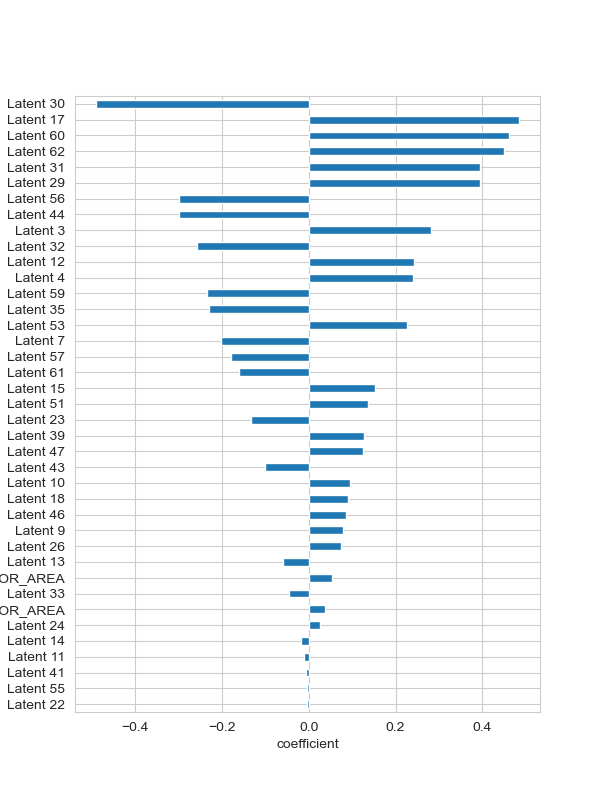 Latent 30
Latent 17
Latent 60
Latent 62
Latent 31
Latent 29
Latent 56
Latent 44
Latent 3
Latent 32
Latent 12
Latent 4
Latent 59
Latent 35
Latent 53
Latent 7
Latent 57
Latent 61
Latent 15
Latent 51
Latent 23
Latent 39
Latent 47
Latent 43
Latent 10
Latent 18
Latent 46
Latent 9
Latent 26
Latent 13
OR_AREA
Latent 33
OR_AREA
Latent 24
Latent 14
Latent 11
Latent 41
Latent 55
Latent 22
−0.4 −0.2 0.0 0.2 0.4
coefficient